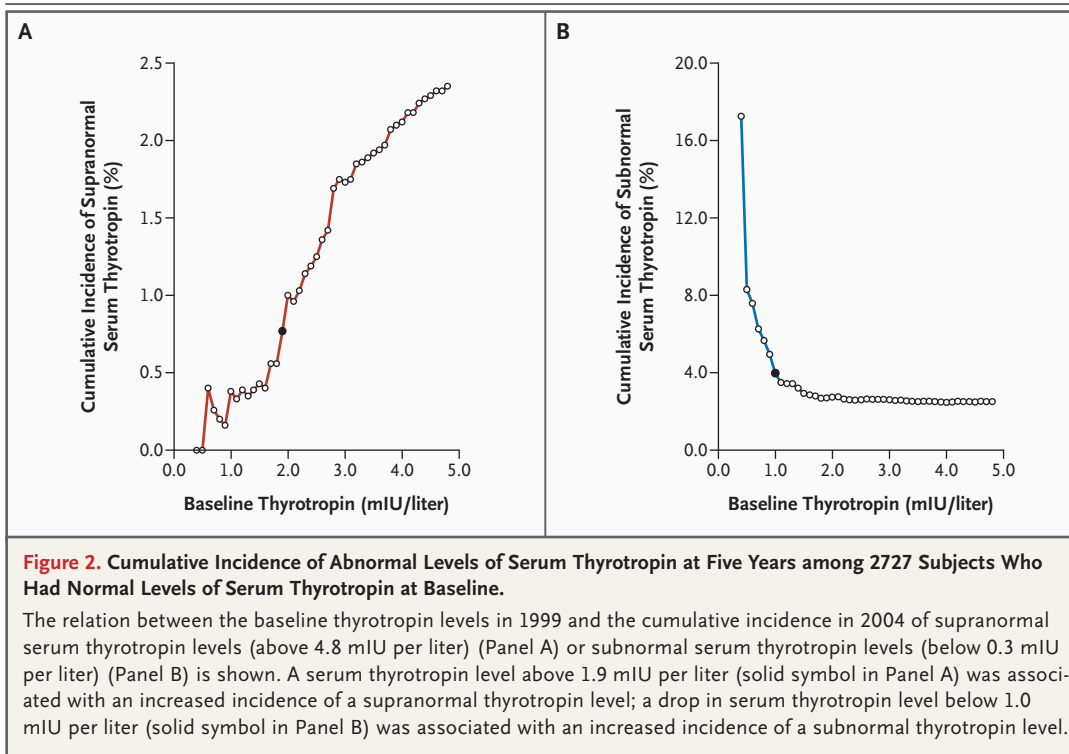 A
Cumulative Incidence of Supranormal
Serum Thyrotropin (%)
2.5
2.0
1.5
1.0
0.5
0.0
0.0 1.0 2.0 3.0 4.0 5.0
Baseline Thyrotropin (mIU/liter)
B
Cumulative Incidence of Subnormal
Serum Thyrotropin (%)
20.0
16.0
12.0
8.0
4.0
0.0
0.0 1.0 2.0 3.0 4.0 5.0
Baseline Thyrotropin (mIU/liter)
Figure 2. Cumulative Incidence of Abnormal Levels of Serum Thyrotropin at Five Years among 2727 Subjects Who
Had Normal Levels of Serum Thyrotropin at Baseline.
The relation between the baseline thyrotropin levels in 1999 and the cumulative incidence in 2004 of supranormal
serum thyrotropin levels (above 4.8 mIU per liter) (Panel A) or subnormal serum thyrotropin levels (below 0.3 mIU
per liter) (Panel B) is shown. A serum thyrotropin level above 1.9 mIU per liter (solid symbol in Panel A) was associ-
ated with an increased incidence of a supranormal thyrotropin level; a drop in serum thyrotropin level below 1.0
mIU per liter (solid symbol in Panel B) was associated with an increased incidence of a subnormal thyrotropin level.